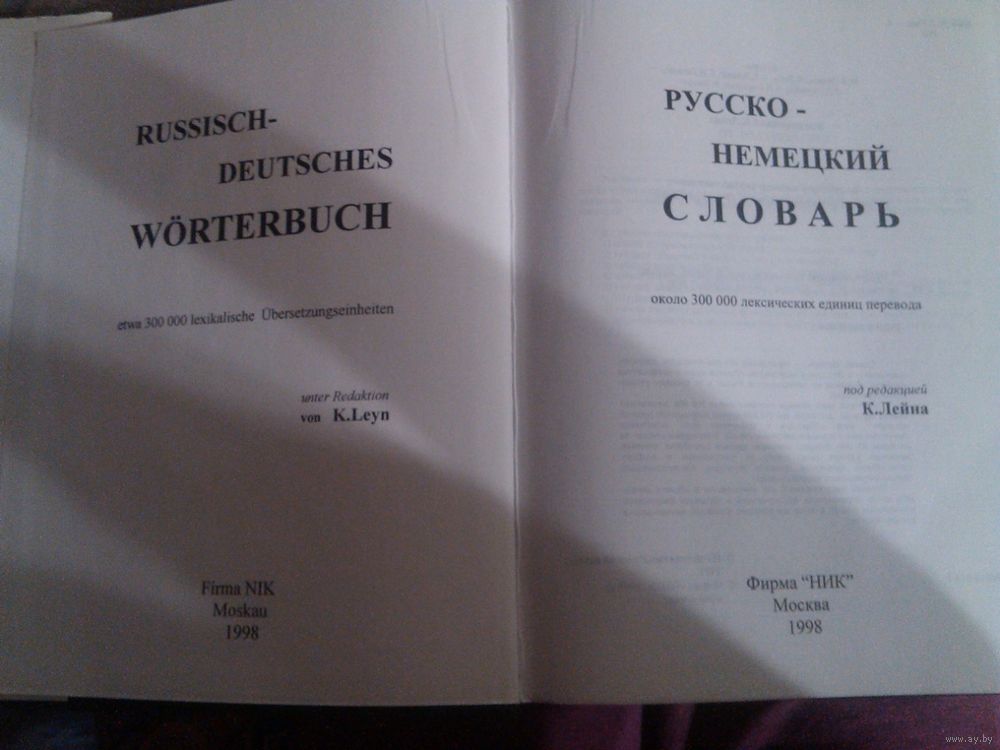 RUSSISCH-
DEUTSCHES
WÖRTERBUCH
etwa 300 000 lexikalische Übersetzungseinheiten
unter Redaktion
von K.Leyn
Firma NIK
Moskau
1998
РУССКО -
НЕМЕЦКИЙ
СЛОВАРЬ
около 300 000 лексических единиц перевода
под редакцией
К.Лейна
Фирма “НИК”
Москва
1998
www.ay.by